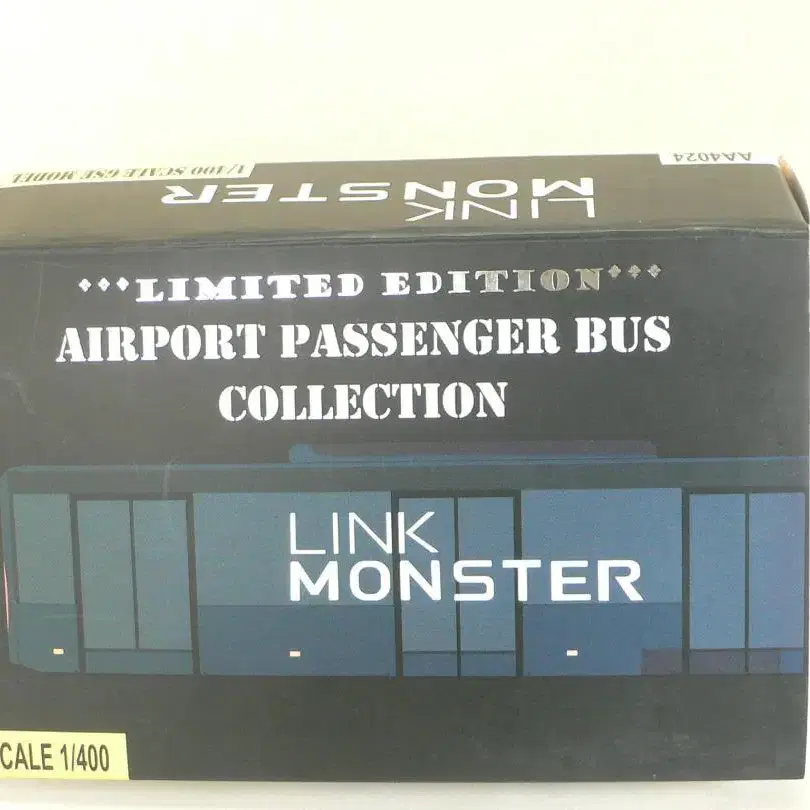 1/400 SCALE GSE MODEL
AA4024
LINK
MONSTER
LIMITED EDITION
AIRPORT PASSENGER BUS
COLLECTION
LINK
MONSTER
CALE 1/400